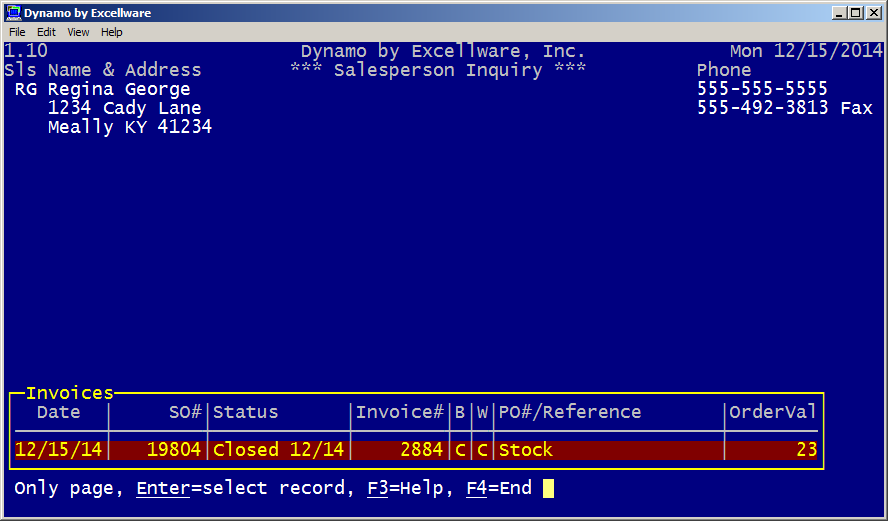 Dynamo by Excellware
File Edit View Help
1.10 Dynamo by Excellware, Inc. Mon 12/15/2014
Sls Name & Address *** Salesperson Inquiry *** Phone
RG Regina George 555-555-5555
1234 Cady Lane 555-492-3813 Fax
Meally KY 41234
Invoices
Date | SO#|Status |Invoice#|B|W|PO#/Reference |OrderVal
12/15/14| 19804|Closed 12/14| 2884|C|C|Stock | 23
Only page, Enter=select record, F3=Help, F4=End